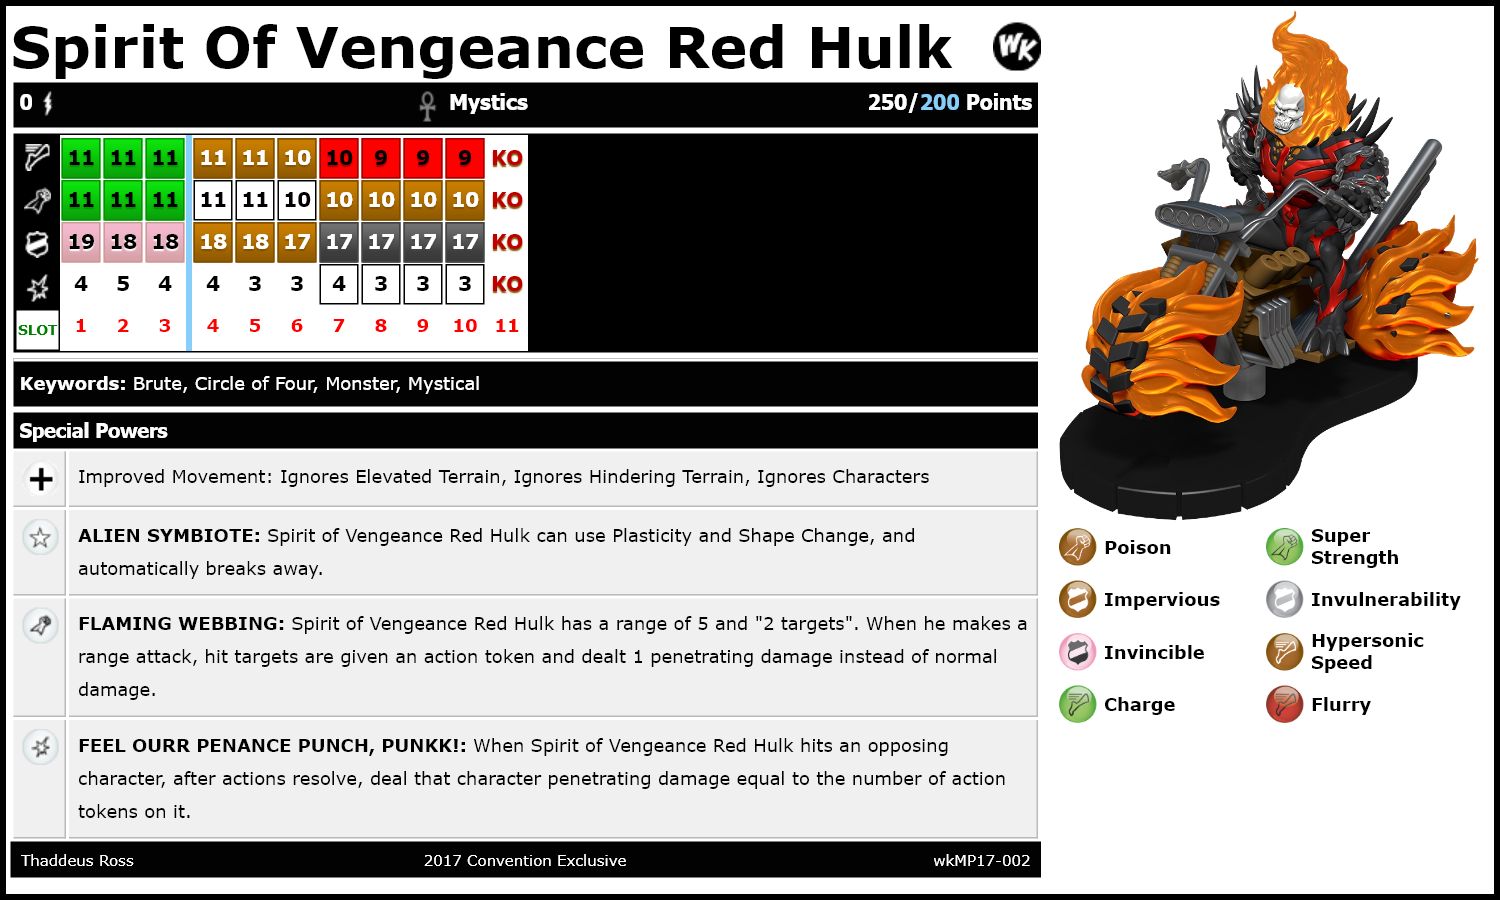 Spirit Of Vengeance Red Hulk WK
0 Mystics 250/200 Points
11 11 11 11 11 10 10 9 9 9 KO
11 11 11 11 11 10 10 10 10 10 KO
19 18 18 18 18 17 17 17 17 17 KO
4 5 4 4 3 3 4 3 3 3 KO
SLOT 1 2 3 4 5 6 7 8 9 10 11
Keywords: Brute, Circle of Four, Monster, Mystical
Special Powers
Improved Movement: Ignores Elevated Terrain, Ignores Hindering Terrain, Ignores Characters
ALIEN SYMBIOTE: Spirit of Vengeance Red Hulk can use Plasticity and Shape Change, and
automatically breaks away.
FLAMING WEBBING: Spirit of Vengeance Red Hulk has a range of 5 and "2 targets". When he makes a
range attack, hit targets are given an action token and dealt 1 penetrating damage instead of normal
damage.
FEEL OURR PENANCE PUNCH, PUNKK!: When Spirit of Vengeance Red Hulk hits an opposing
character, after actions resolve, deal that character penetrating damage equal to the number of action
tokens on it.
Thaddeus Ross 2017 Convention Exclusive wkMP17-002
Poison
Super
Strength
Impervious
Invulnerability
Invincible
Hypersonic
Speed
Charge
Flurry